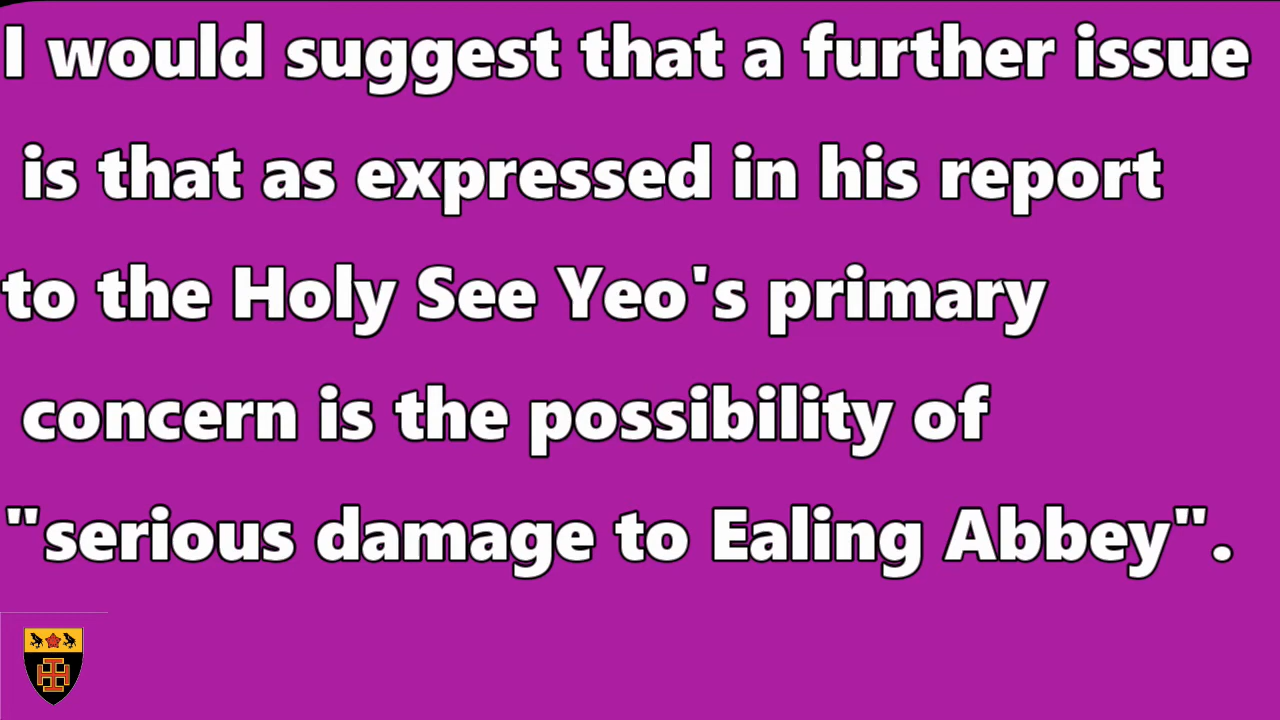 I would suggest that a further issue
is that as expressed in his report
to the Holy See Yeo's primary
concern is the possibility of
"serious damage to Ealing Abbey".